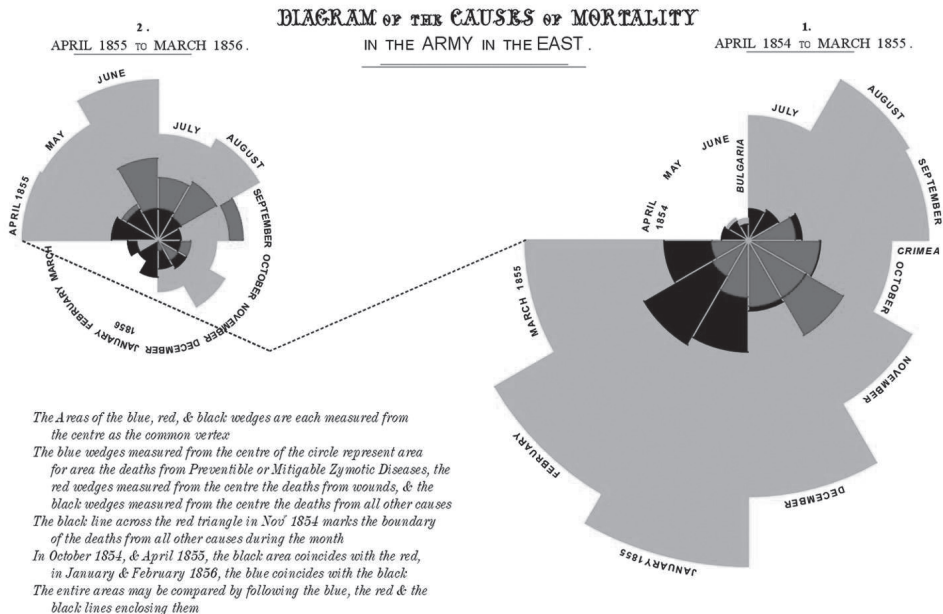 DIAGRAM OF THE CAUSES OF MORTALITY
IN THE ARMY IN THE EAST.
2.
APRIL 1855 TO MARCH 1856.
1.
APRIL 1854 TO MARCH 1855.
APRIL 1855
MAY
JUNE
JULY
AUGUST
SEPTEMBER
OCTOBER
NOVEMBER
DECEMBER
JANUARY
1856
FEBRUARY
MARCH
APRIL
1854
MAY
JUNE
BULGARIA
JULY
AUGUST
SEPTEMBER
CRIMEA
OCTOBER
NOVEMBER
DECEMBER
JANUARY 1855
FEBRUARY
MARCH 1855
The Areas of the blue, red, & black wedges are each measured from
the centre as the common vertex
The blue wedges measured from the centre of the circle represent area
for area the deaths from Preventible or Mitigable Zymotic Diseases, the
red wedges measured from the centre the deaths from wounds, & the
black wedges measured from the centre the deaths from all other causes
The black line across the red triangle in Nov' 1854 marks the boundary
of the deaths from all other causes during the month
In October 1854, & April 1855, the black area coincides with the red,
in January & February 1856, the blue coincides with the black
The entire areas may be compared by following the blue, the red & the
black lines enclosing them